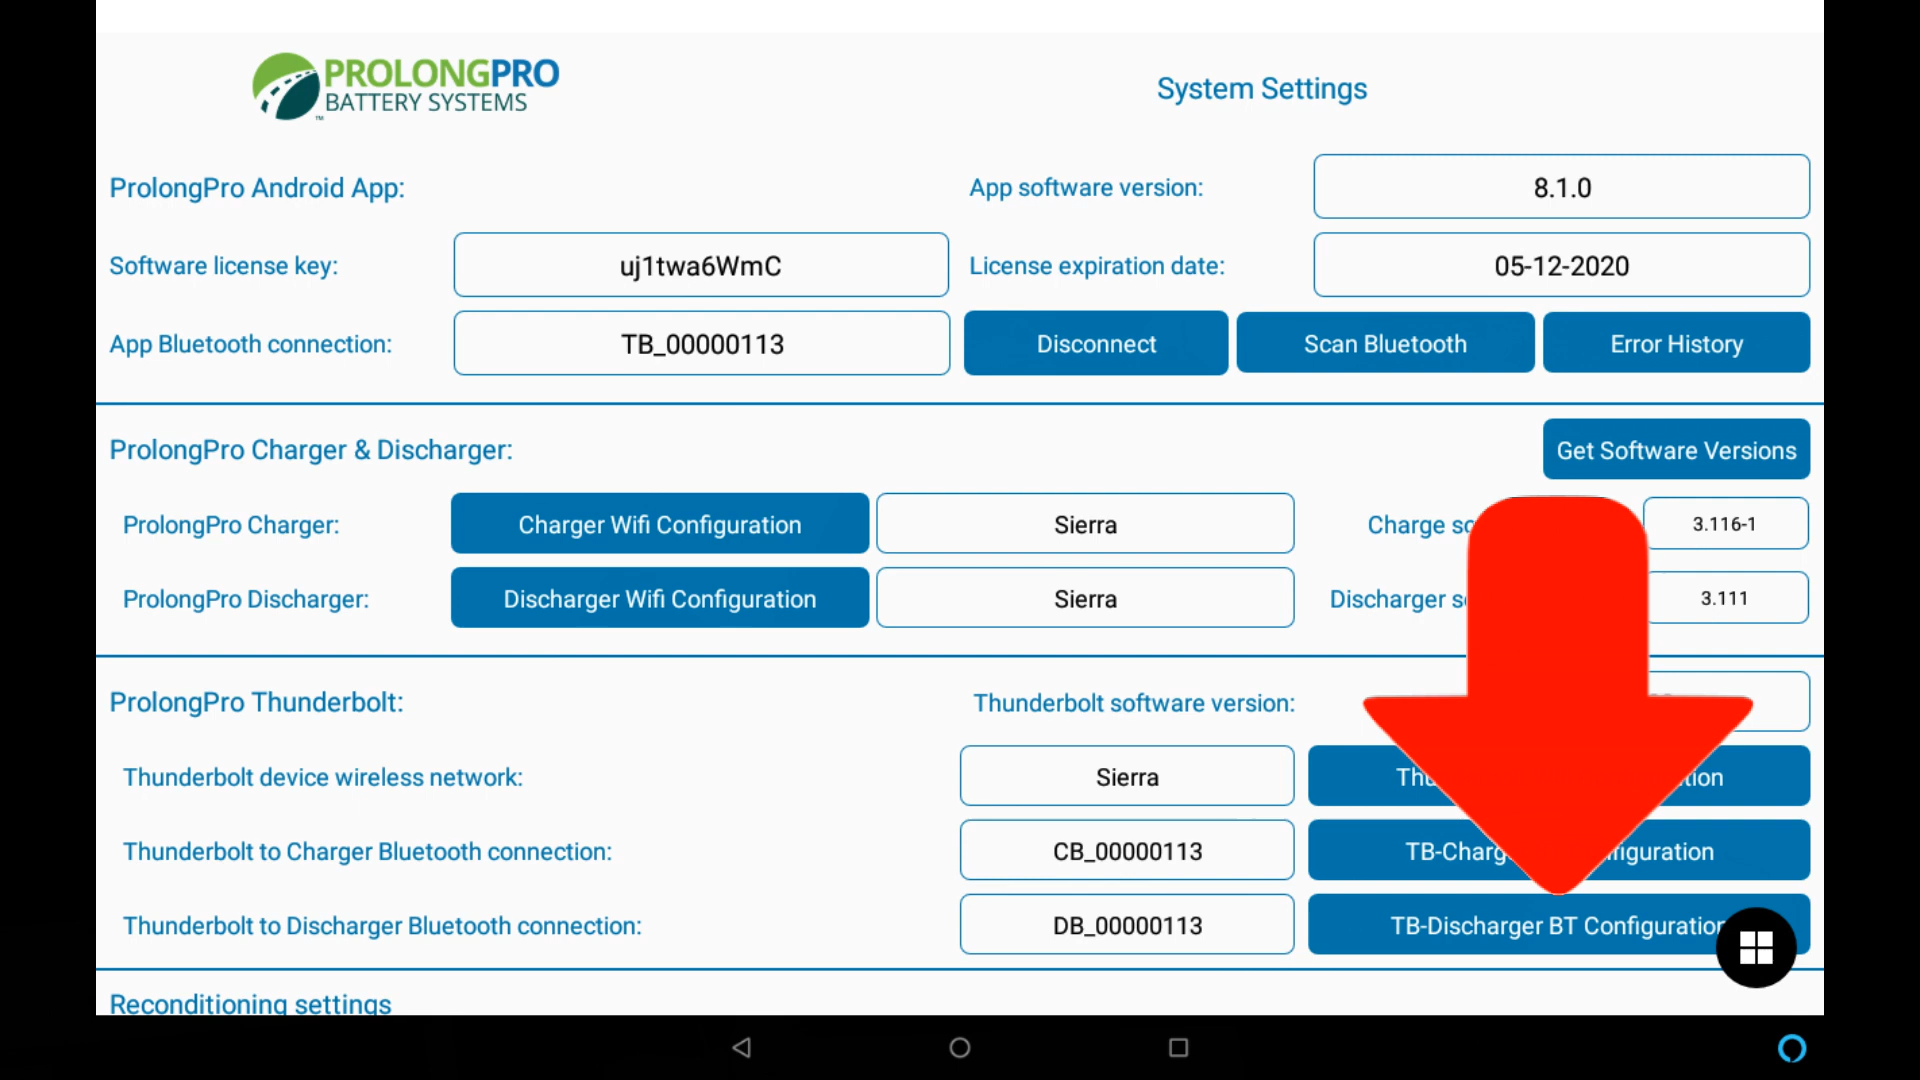 PROLONGPRO
BATTERY SYSTEMS
TM
System Settings
ProlongPro Android App:
App software version:
8.1.0
Software license key:
uj1twa6WmC
License expiration date:
05-12-2020
App Bluetooth connection:
TB_00000113
Disconnect
Scan Bluetooth
Error History
ProlongPro Charger & Discharger:
Get Software Versions
ProlongPro Charger:
Charger Wifi Configuration
Sierra
Charge
3.116-1
ProlongPro Discharger:
Discharger Wifi Configuration
Sierra
Discharger
3.111
ProlongPro Thunderbolt:
Thunderbolt software version:
Thunderbolt device wireless network:
Sierra
Thunderbolt to Charger Bluetooth connection:
CB_00000113
Thunderbolt to Discharger Bluetooth connection:
DB_00000113
TB-Discharger BT Configuration
Reconditioning settings